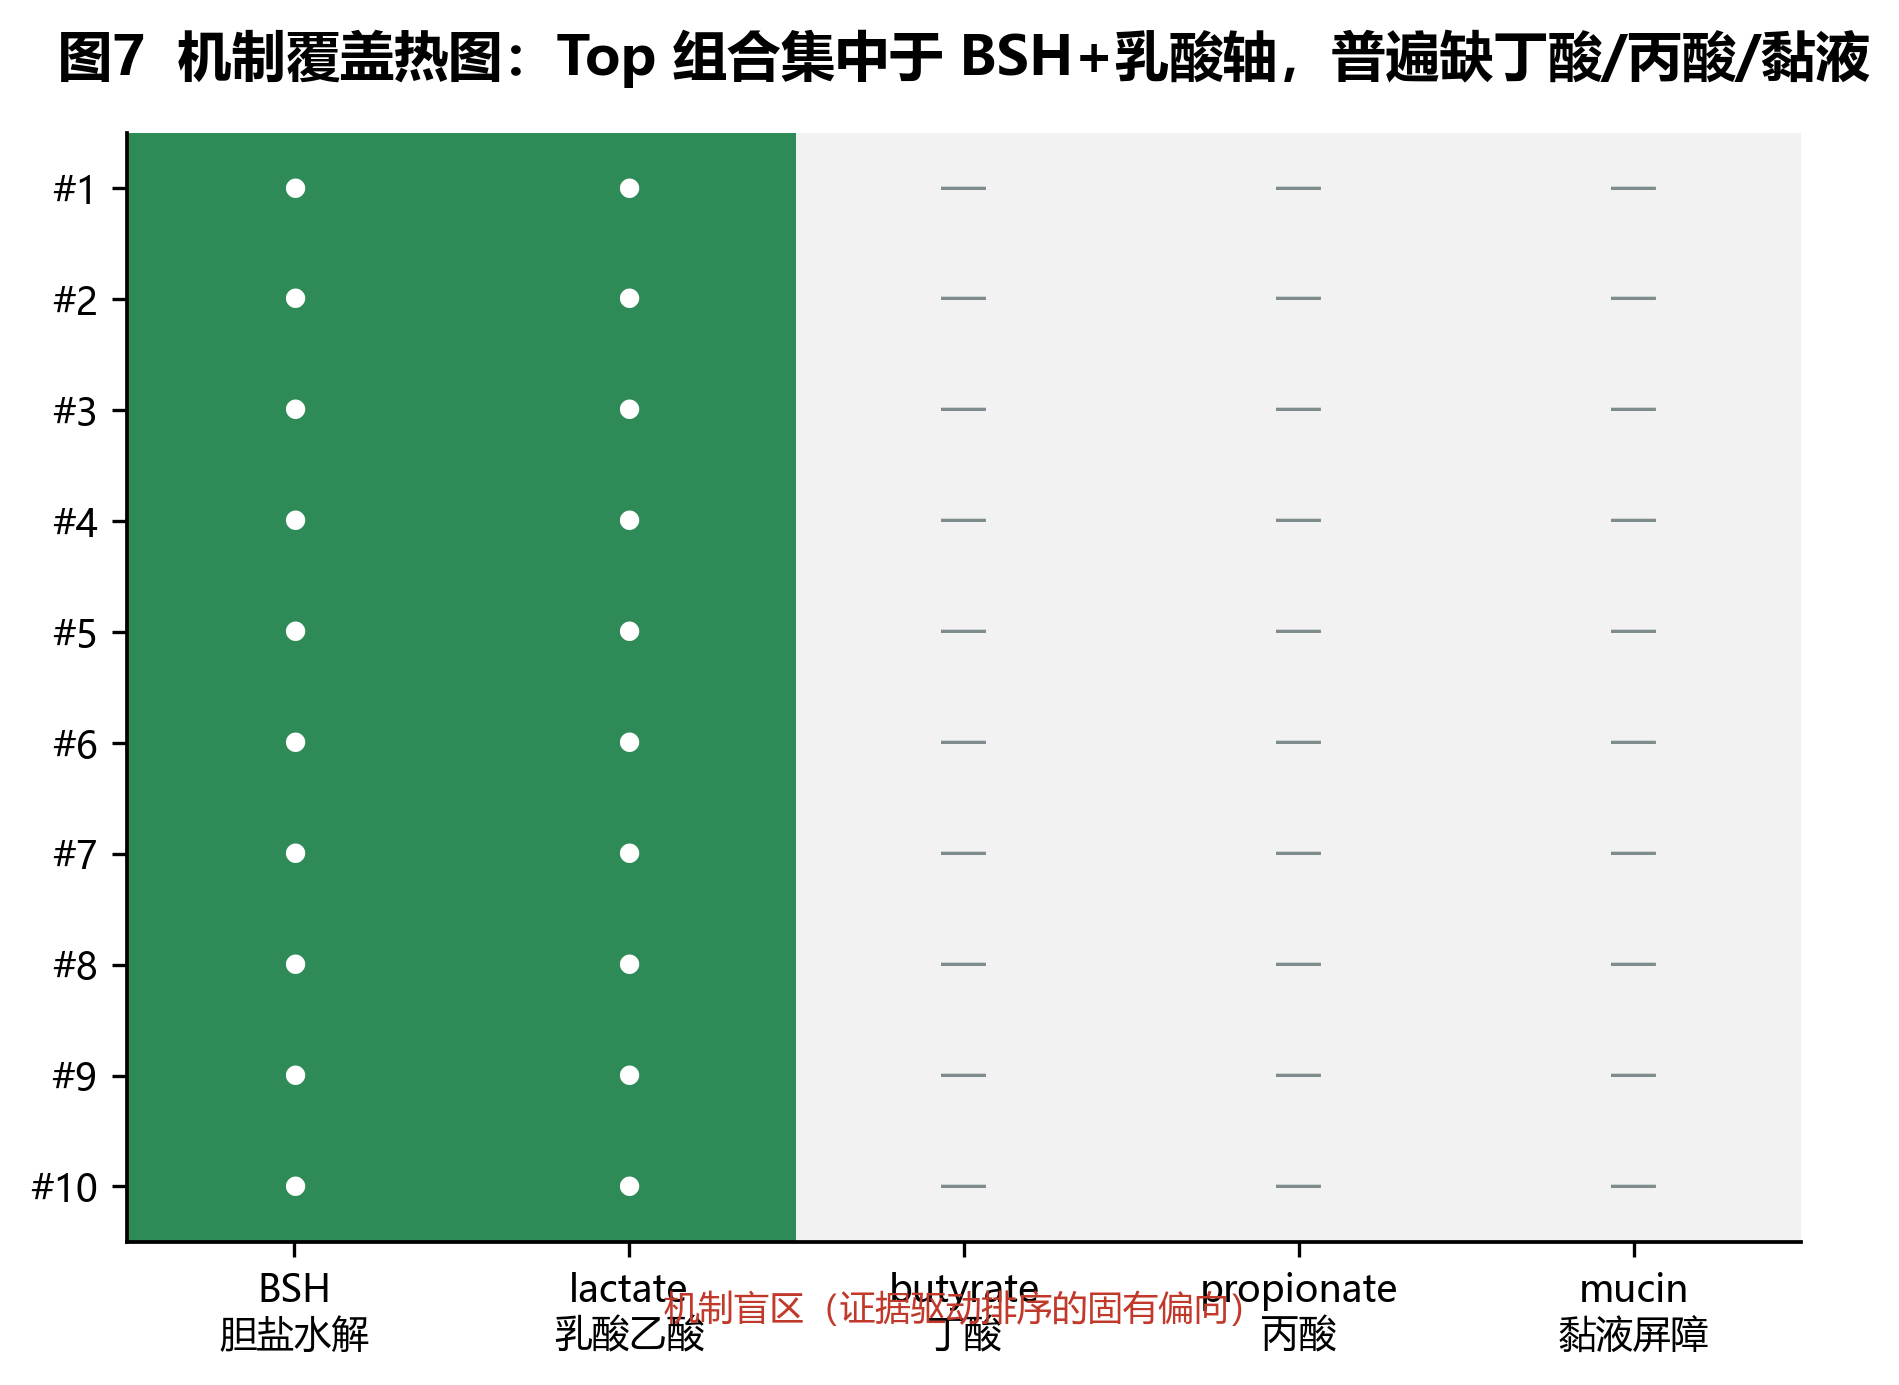 图7 机制覆盖热图：Top 组合集中于 BSH+乳酸轴，普遍缺丁酸/丙酸/黏液
#1
#2
#3
#4
#5
#6
#7
#8
#9
#10
BSH
胆盐水解
lactate
乳酸乙酸
butyrate
丁酸
propionate
丙酸
mucin
黏液屏障
机制盲区（证据驱动排序的固有偏向）